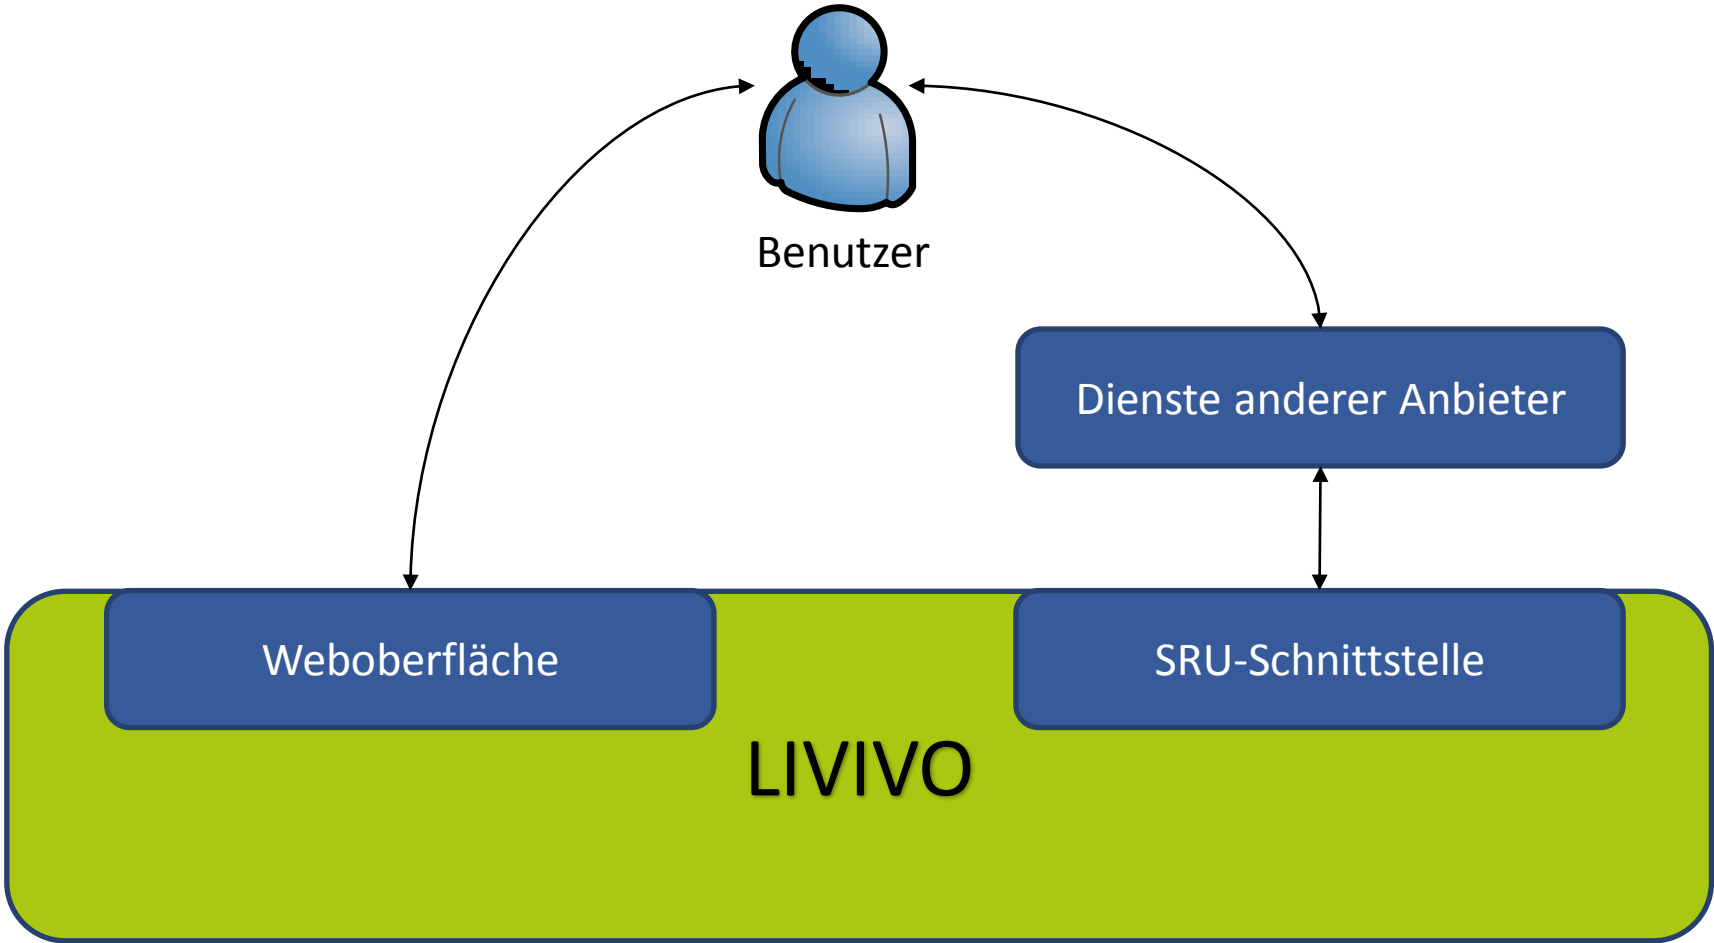 Benutzer
Dienste anderer Anbieter
Weboberfläche
SRU-Schnittstelle
LIVIVO